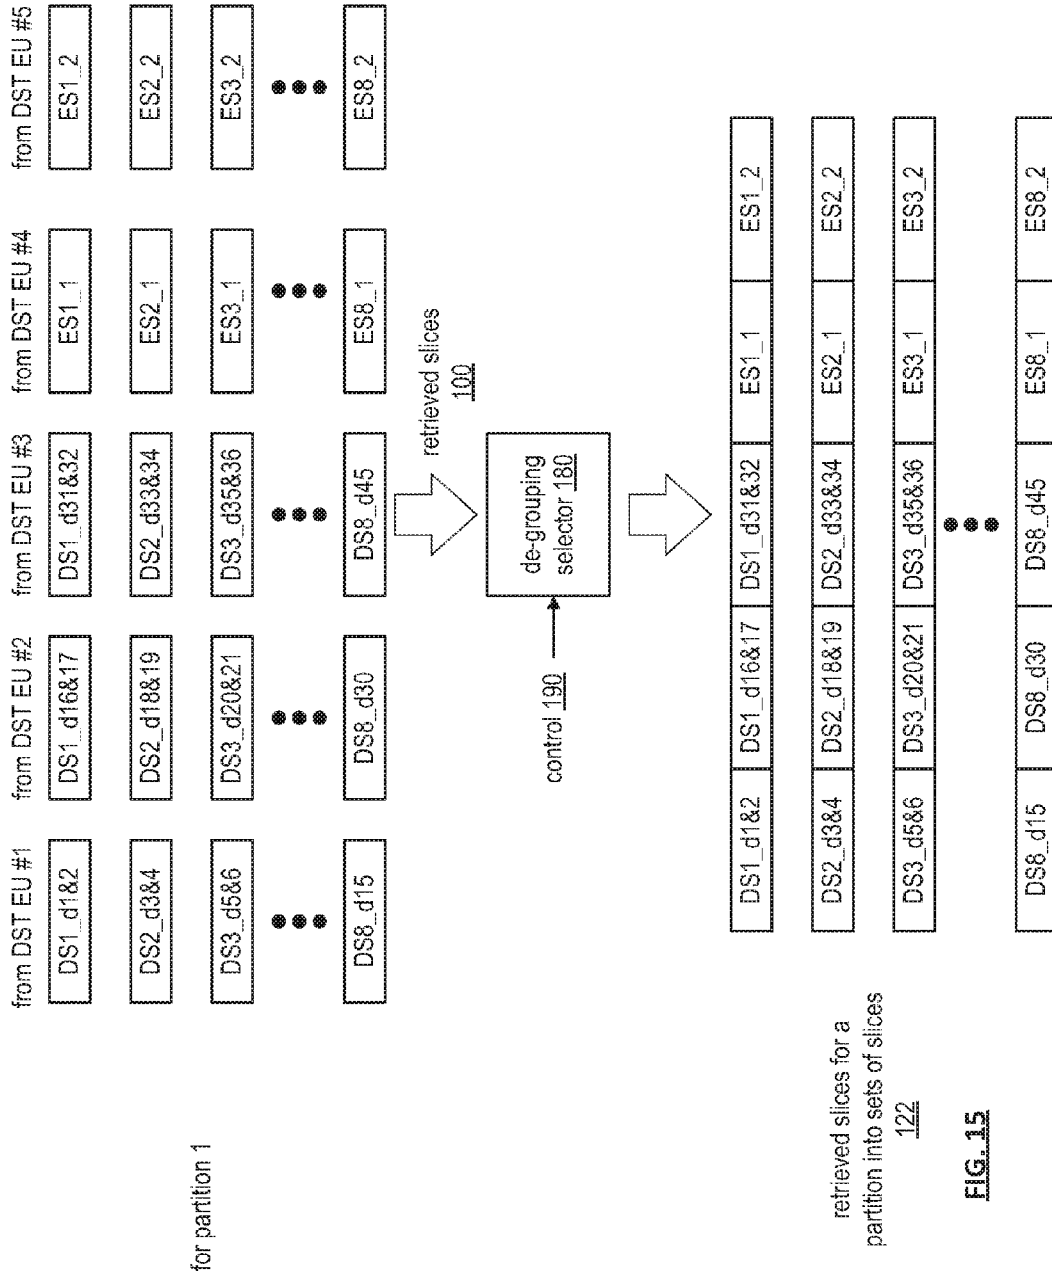 for partition 1
from DST EU #1
from DST EU #2
from DST EU #3
from DST EU #4
from DST EU #5
DS1_d1&2
DS1_d16&17
DS1_d31&32
ES1_1
ES1_2
DS2_d3&4
DS2_d18&19
DS2_d33&34
ES2_1
ES2_2
DS3_d5&6
DS3_d20&21
DS3_d35&36
ES3_1
ES3_2
DS8_d15
DS8_d30
DS8_d45
ES8_1
ES8_2
retrieved slices
100
control 190
de-grouping
selector 180
retrieved slices for a
partition into sets of slices
122
DS1_d1&2
DS1_d16&17
DS1_d31&32
ES1_1
ES1_2
DS2_d3&4
DS2_d18&19
DS2_d33&34
ES2_1
ES2_2
DS3_d5&6
DS3_d20&21
DS3_d35&36
ES3_1
ES3_2
DS8_d15
DS8_d30
DS8_d45
ES8_1
ES8_2
FIG. 15